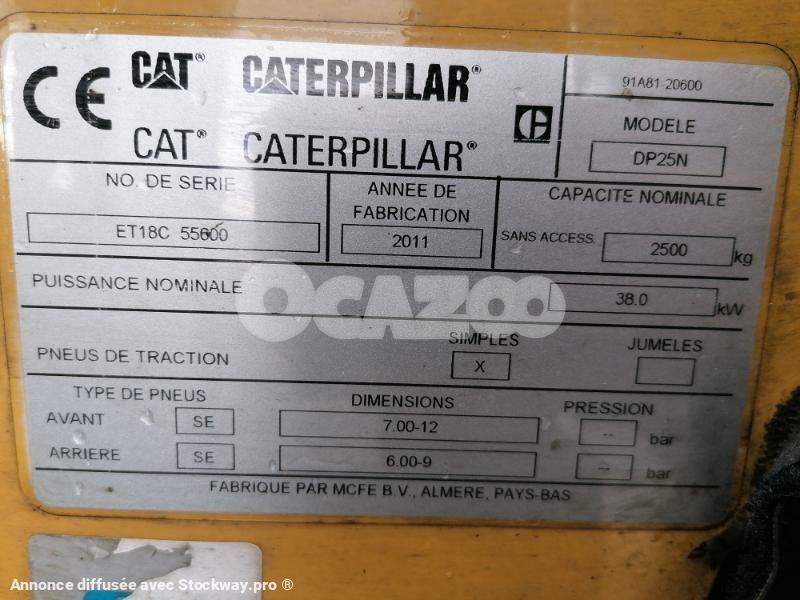 CE CAT® CATERPILLAR®
CAT® CATERPILLAR®
91A81-20600
MODELE
DP25N
NO. DE SERIE
ET18C 55600
ANNEE DE
FABRICATION
2011
CAPACITE NOMINALE
SANS ACCESS. 2500 kg
PUISSANCE NOMINALE 38.0 kW
OCAZOO
PNEUS DE TRACTION
SIMPLES
X
JUMELES
TYPE DE PNEUS DIMENSIONS PRESSION
AVANT SE 7.00-12 -- bar
ARRIERE SE 6.00-9 -- bar
FABRIQUE PAR MCFE B.V., ALMERE, PAYS-BAS
Annonce diffusée avec Stockway.pro ®